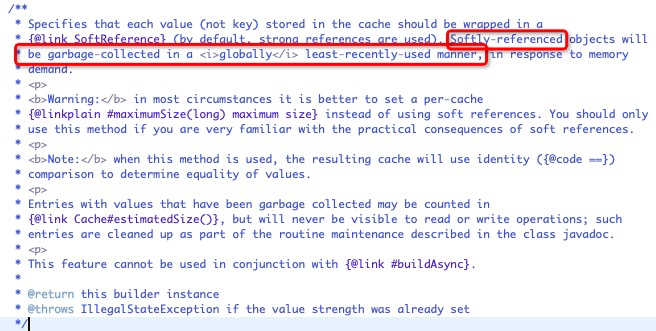 /**
* Specifies that each value (not key) stored in the cache should be wrapped in a
* {@link SoftReference} (by default, strong references are used). Softly-referenced objects will
* be garbage-collected in a <i>globally</i> least-recently-used manner, in response to memory
* demand.
* <p>
* <b>Warning:</b> in most circumstances it is better to set a per-cache
* {@linkplain #maximumSize(long) maximum size} instead of using soft references. You should only
* use this method if you are very familiar with the practical consequences of soft references.
* <p>
* <b>Note:</b> when this method is used, the resulting cache will use identity ({@code ==})
* comparison to determine equality of values.
* <p>
* Entries with values that have been garbage collected may be counted in
* {@link Cache#estimatedSize()}, but will never be visible to read or write operations; such
* entries are cleaned up as part of the routine maintenance described in the class javadoc.
* <p>
* This feature cannot be used in conjunction with {@link #buildAsync}.
*
* @return this builder instance
* @throws IllegalStateException if the value strength was already set
*/